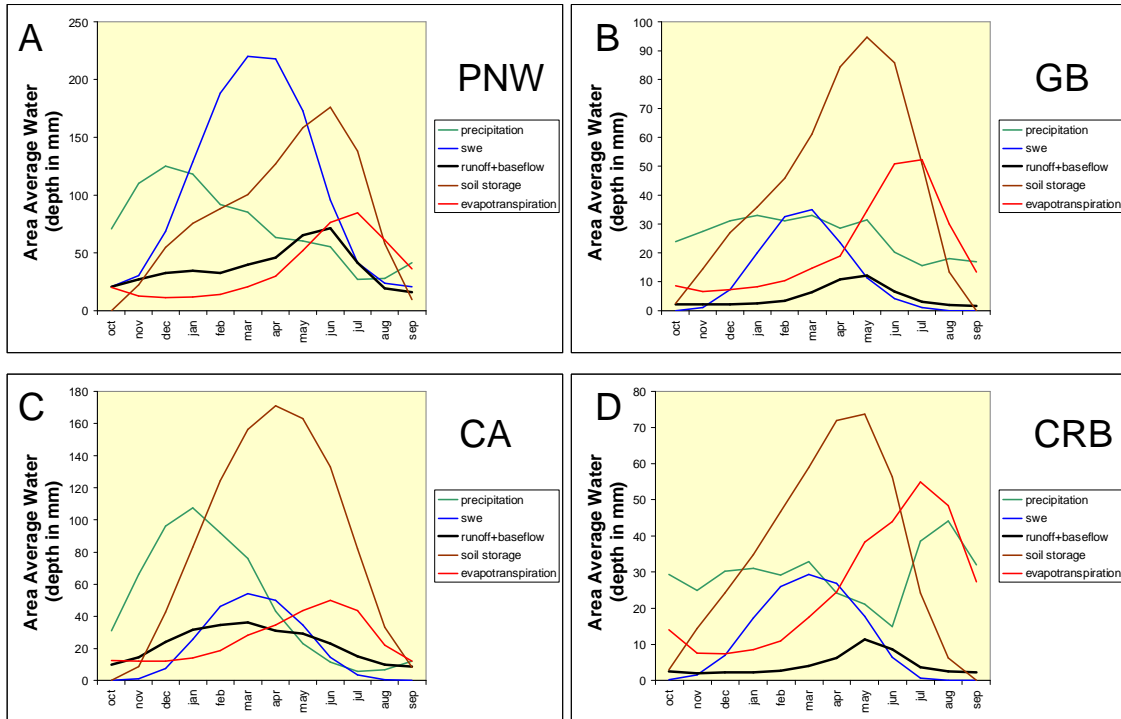 A
PNW
Area Average Water
(depth in mm)
250
200
150
100
50
0
oct nov dec jan feb mar apr may jun jul aug sep
precipitation
swe
runoff+baseflow
soil storage
evapotranspiration
B
GB
Area Average Water
(depth in mm)
100
90
80
70
60
50
40
30
20
10
0
oct nov dec jan feb mar apr may jun jul aug sep
precipitation
swe
runoff+baseflow
soil storage
evapotranspiration
C
CA
Area Average Water
(depth in mm)
180
160
140
120
100
80
60
40
20
0
oct nov dec jan feb mar apr may jun jul aug sep
precipitation
swe
runoff+baseflow
soil storage
evapotranspiration
D
CRB
Area Average Water
(depth in mm)
80
70
60
50
40
30
20
10
0
oct nov dec jan feb mar apr may jun jul aug sep
precipitation
swe
runoff+baseflow
soil storage
evapotranspiration